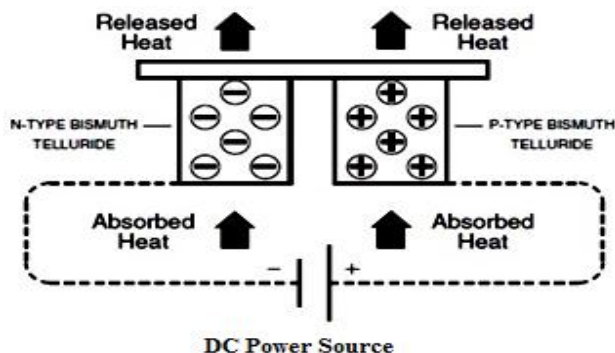 Released
Heat
Released
Heat
N-TYPE BISMUTH
TELLURIDE
P-TYPE BISMUTH
TELLURIDE
Absorbed
Heat
Absorbed
Heat
− +
DC Power Source